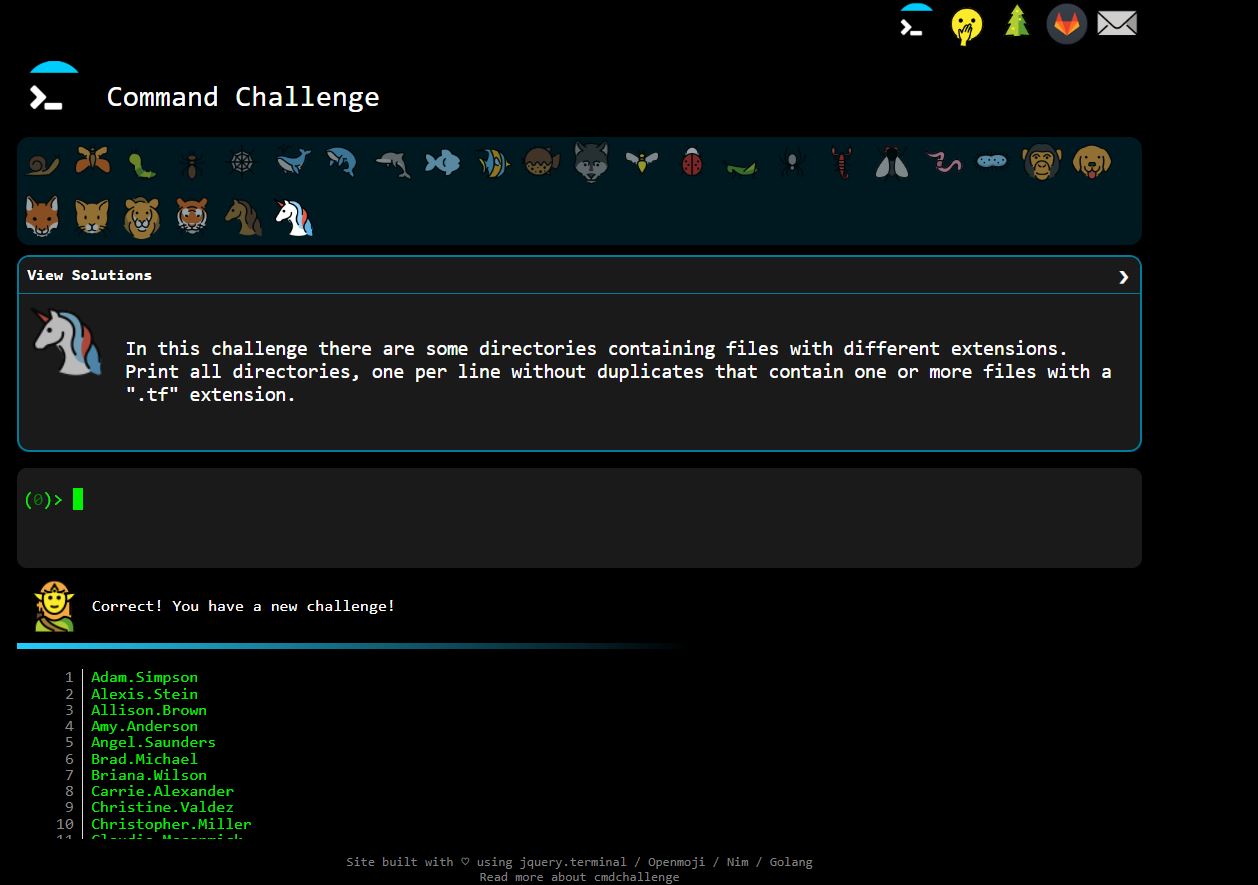 Command Challenge
View Solutions
In this challenge there are some directories containing files with different extensions.
Print all directories, one per line without duplicates that contain one or more files with a
".tf" extension.
(0)>
Correct! You have a new challenge!
1 Adam.Simpson
2 Alexis.Stein
3 Allison.Brown
4 Amy.Anderson
5 Angel.Saunders
6 Brad.Michael
7 Briana.Wilson
8 Carrie.Alexander
9 Christine.Valdez
10 Christopher.Miller
Site built with ♡ using jquery.terminal / Openmoji / Nim / Golang
Read more about cmdchallenge